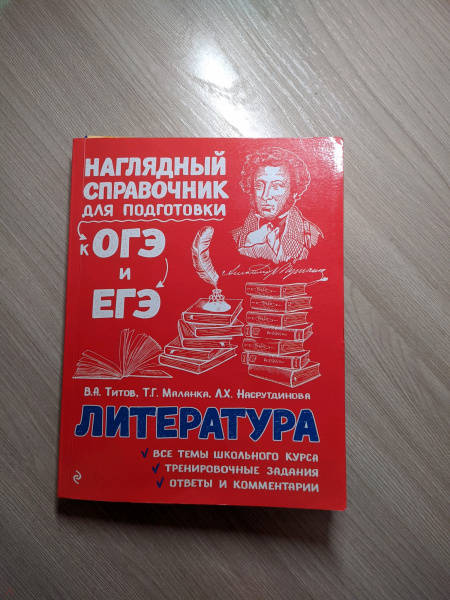 НАГЛЯДНЫЙ
СПРАВОЧНИК
ДЛЯ ПОДГОТОВКИ
К ОГЭ
И
ЕГЭ
В.А. ТИТОВ, Т.Г. МАЛАНКА, Л.Х. НАСРУТДИНОВА
ЛИТЕРАТУРА
ВСЕ ТЕМЫ ШКОЛЬНОГО КУРСА
ТРЕНИРОВОЧНЫЕ ЗАДАНИЯ
ОТВЕТЫ И КОММЕНТАРИИ